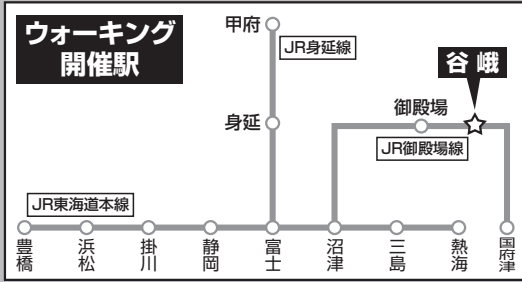 ウォーキング
開催駅
甲府
JR身延線
谷峨
身延
御殿場
JR御殿場線
JR東海道本線
豊橋
浜松
掛川
静岡
富士
沼津
三島
熱海
国府津